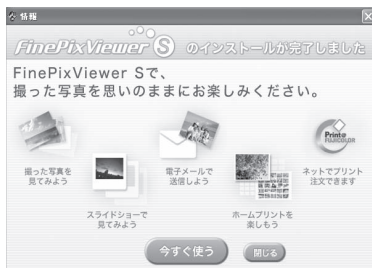 情報
FinePixViewer S のインストールが完了しました
FinePixViewer Sで、
撮った写真を思いのままにお楽しみください。
撮った写真を
見てみよう
スライドショーで
見てみよう
電子メールで
送信しよう
ホームプリントを
楽しもう
Print@
FUJICOLOR
ネットでプリント
注文できます
今すぐ使う
閉じる